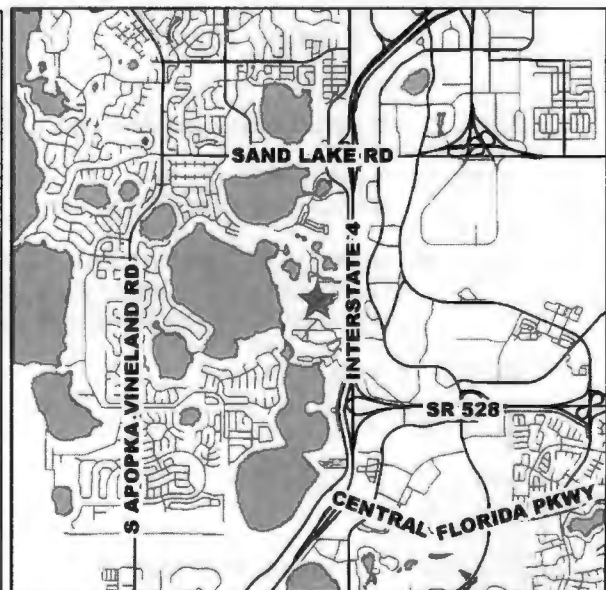 SAND LAKE RD
INTERSTATE 4
S APOPKA VINELAND RD
SR 528
CENTRAL FLORIDA PKWY